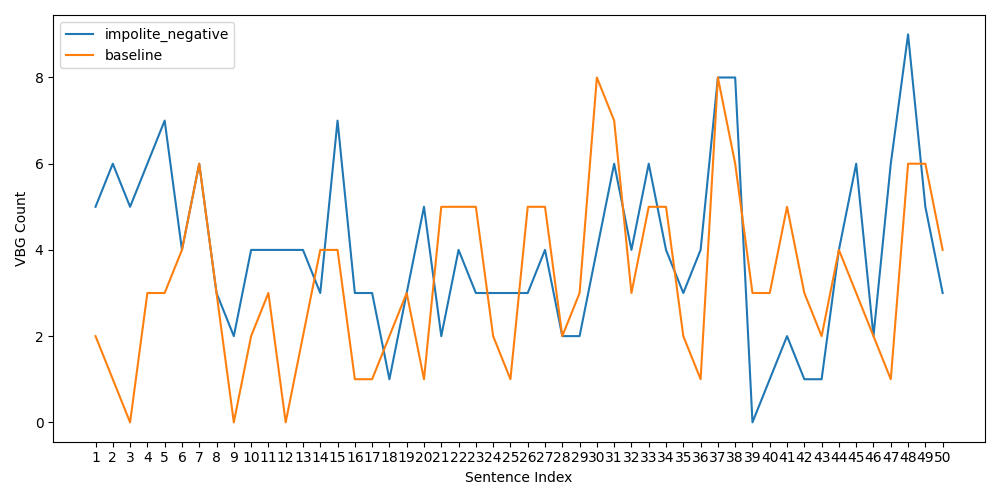 impolite_negative
baseline
VBG Count
8
6
4
2
0
1 2 3 4 5 6 7 8 9 10 11 12 13 14 15 16 17 18 19 20 21 22 23 24 25 26 27 28 29 30 31 32 33 34 35 36 37 38 39 40 41 42 43 44 45 46 47 48 49 50
Sentence Index